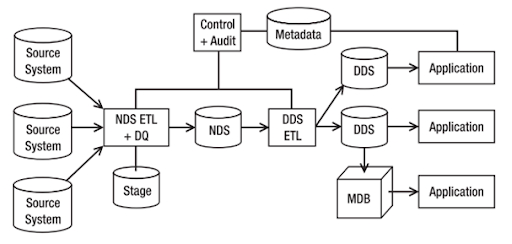 Control
+ Audit
Metadata
Source
System
DDS
Application
Source
System
NDS ETL
+ DQ
NDS
DDS
ETL
DDS
Application
Stage
Source
System
MDB
Application